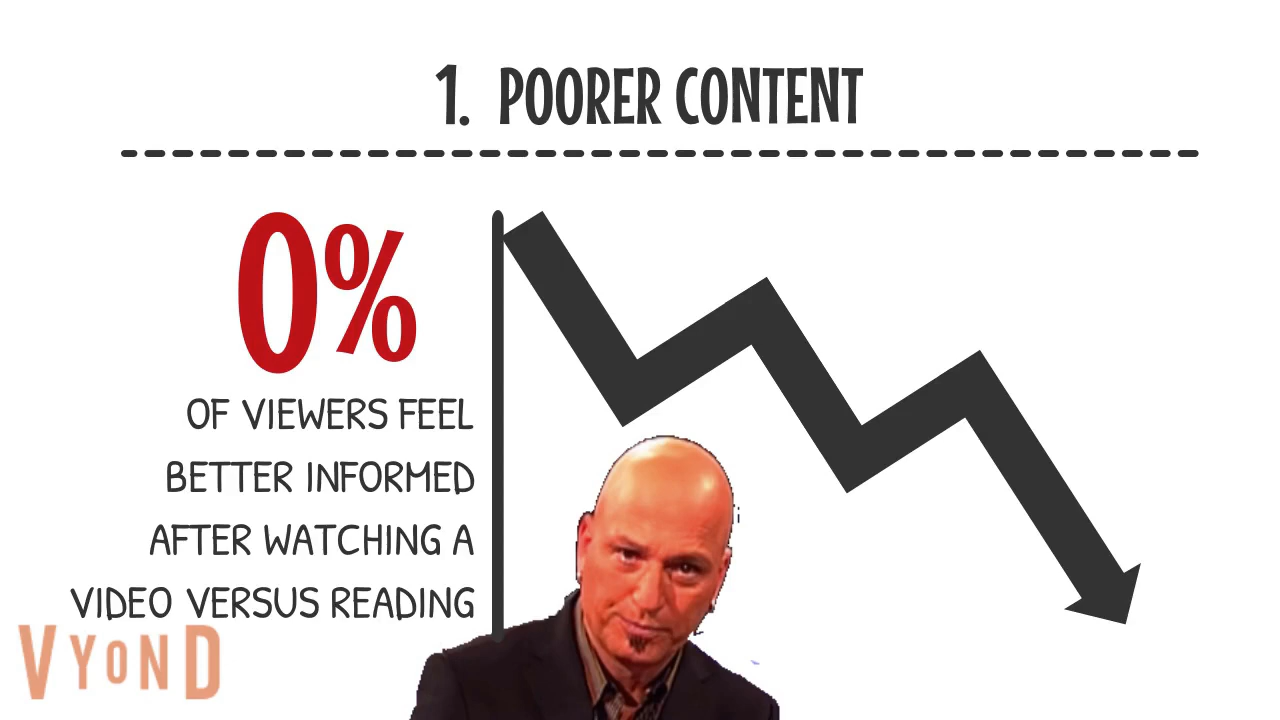 1. POORER CONTENT
0%
OF VIEWERS FEEL
BETTER INFORMED
AFTER WATCHING A
VIDEO VERSUS READING
VYOND